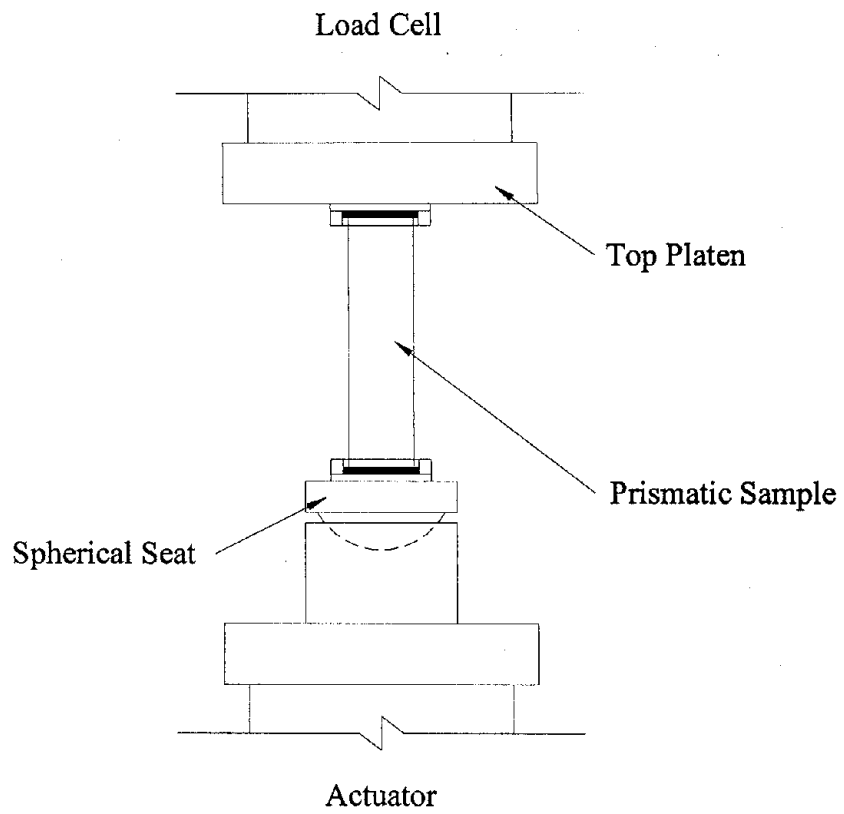 Load Cell
Top Platen
Prismatic Sample
Spherical Seat
Actuator